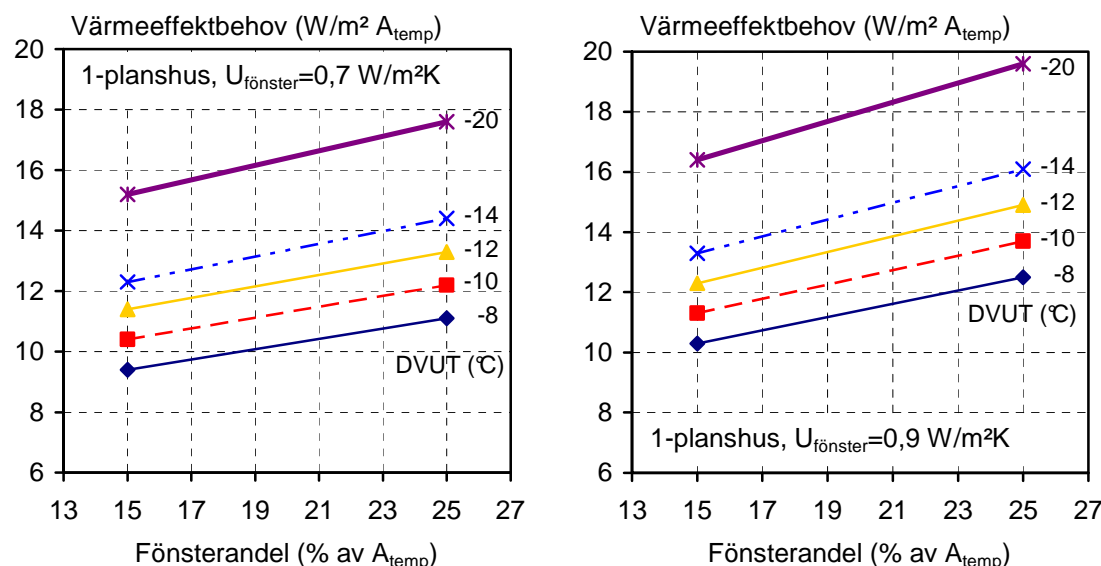 Värmeeffektbehov (W/m² Atemp)
20
18
16
14
12
10
8
6
1-planshus, Ufönster=0,7 W/m²K
-20
-14
-12
-10
-8
DVUT (°C)
13 15 17 19 21 23 25 27
Fönsterandel (% av Atemp)
Värmeeffektbehov (W/m² Atemp)
20
18
16
14
12
10
8
6
-20
-14
-12
-10
-8
DVUT (°C)
1-planshus, Ufönster=0,9 W/m²K
13 15 17 19 21 23 25 27
Fönsterandel (% av Atemp)